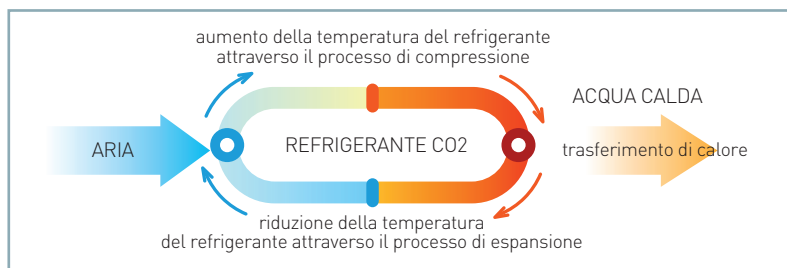 aumento della temperatura del refrigerante
attraverso il processo di compressione
ACQUA CALDA
ARIA
REFRIGERANTE CO2
trasferimento di calore
riduzione della temperatura
del refrigerante attraverso il processo di espansione